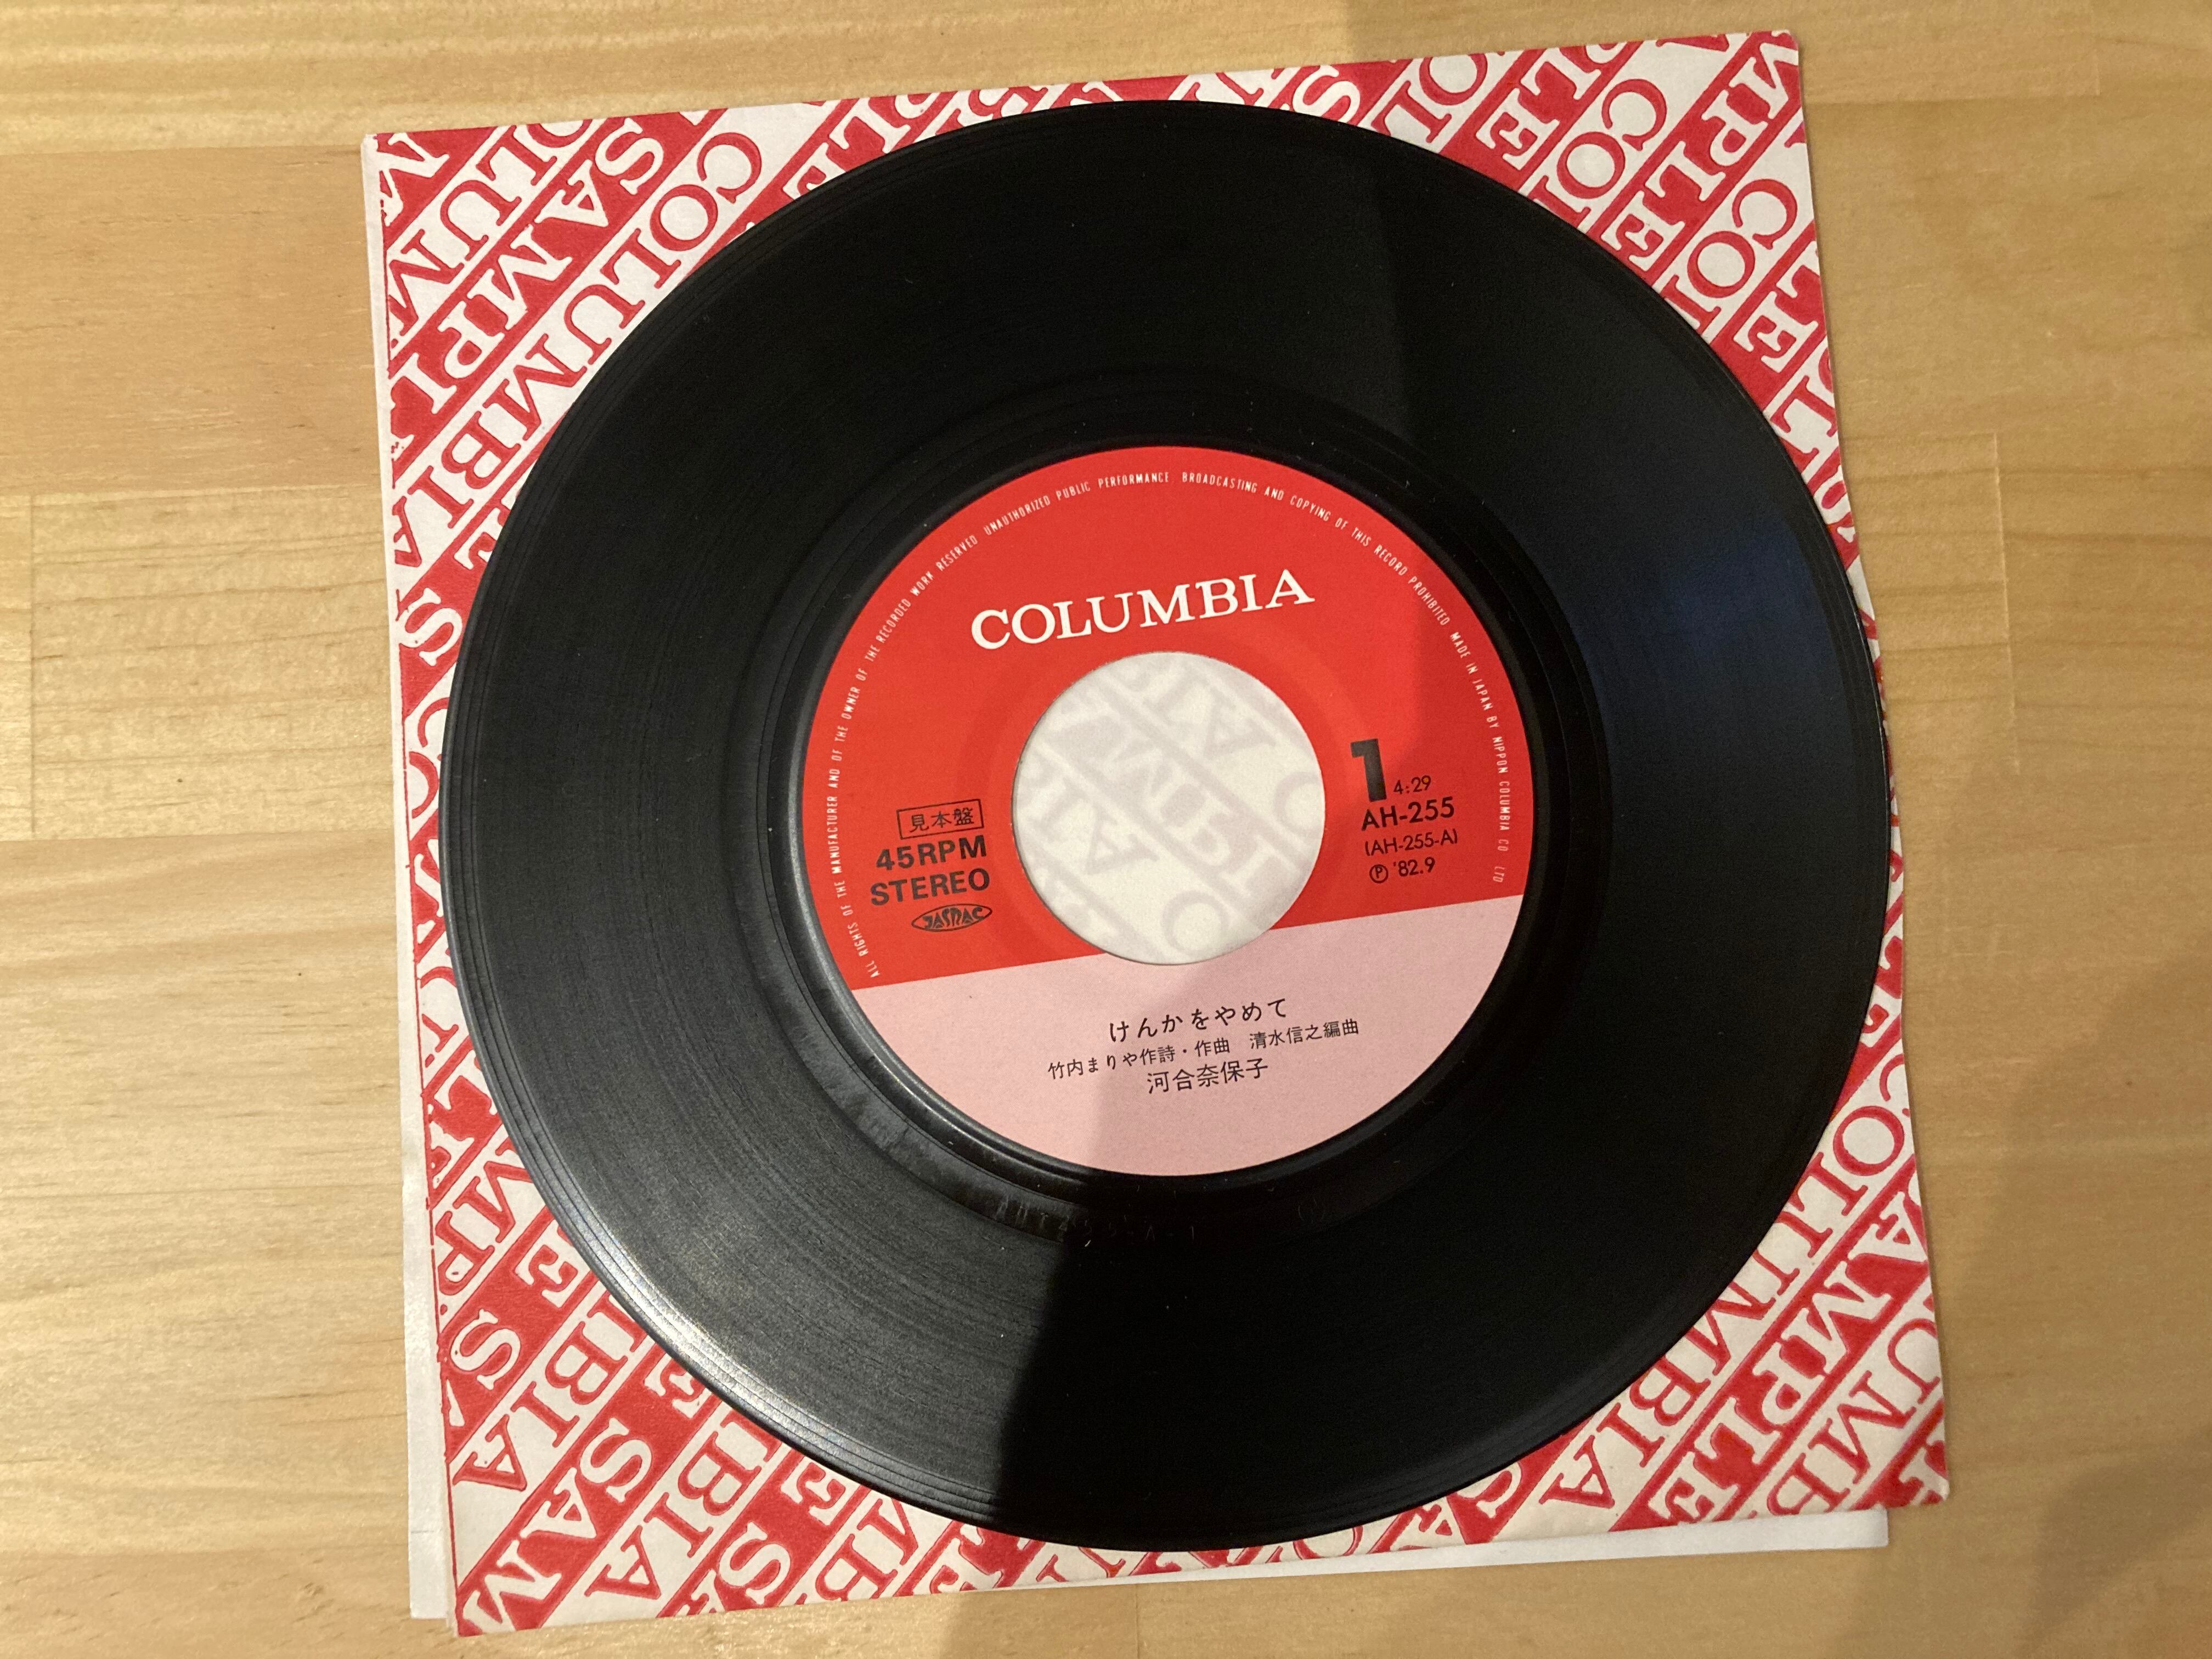 ALL RIGHTS OF THE MANUFACTURER AND OF THE OWNER OF THE RECORDED WORK RESERVED UNAUTHORIZED PUBLIC PERFORMANCE BROADCASTING AND COPYING OF THIS RECORD PROHIBITED MADE IN JAPAN BY NIPPON COLUMBIA CO LTD
COLUMBIA
見本盤
45RPM
STEREO
JASRAC
1 4:29
AH-255
(AH-255-A)
Ⓟ '82.9
けんかをやめて
竹内まりや作詩・作曲 清水信之編曲
河合奈保子
COLUMBIA
SAMPLE
COLUMBIA
SAMPLE